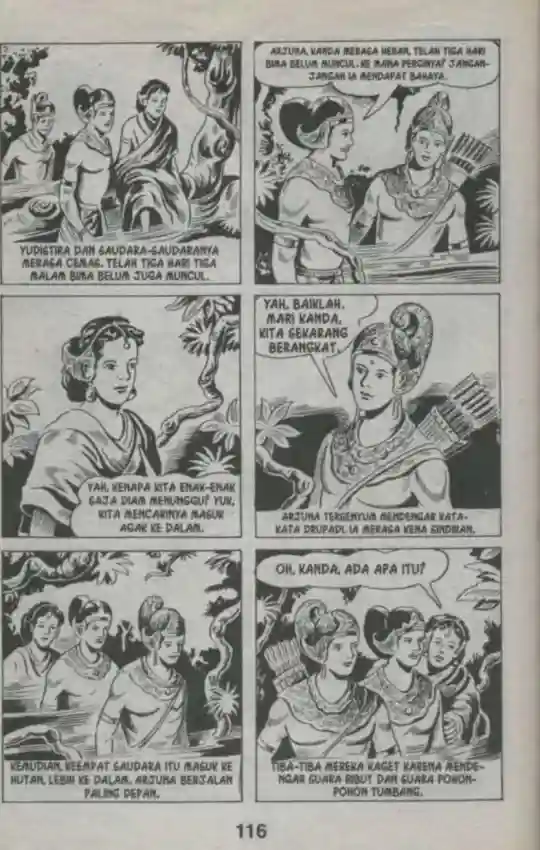 YUDISTIRA DAN SAUDARA-SAUDARANYA
MERASA CEMAS. TELAH TIGA HARI TIGA
MALAM BIMA BELUM JUGA MUNCUL.
ARJUNA, KANDA MERASA HERAN, TELAH TIGA HARI
BIMA BELUM MUNCUL. KE MANA PERGINYA? JANGAN-
JANGAN IA MENDAPAT BAHAYA.
YAH, KENAPA KITA ENAK-ENAK
SAJA DIAM MENUNGGU? YUK,
KITA MENCARINYA MASUK
AGAK KE DALAM.
YAH, BAIKLAH.
MARI KANDA,
KITA SEKARANG
BERANGKAT.
ARJUNA TERSENYUM MENDENGAR KATA-
KATA DRUPADI. IA MERASA KENA SINDIRAN.
KEMUDIAN, KEEMPAT SAUDARA ITU MASUK KE
HUTAN, LEBIH KE DALAM. ARJUNA BERJALAN
PALING DEPAN.
OH, KANDA, ADA APA ITU?
TIBA-TIBA MEREKA KAGET KARENA MENDE-
NGAR SUARA RIBUT DAN SUARA POHON-
POHON TUMBANG.
116